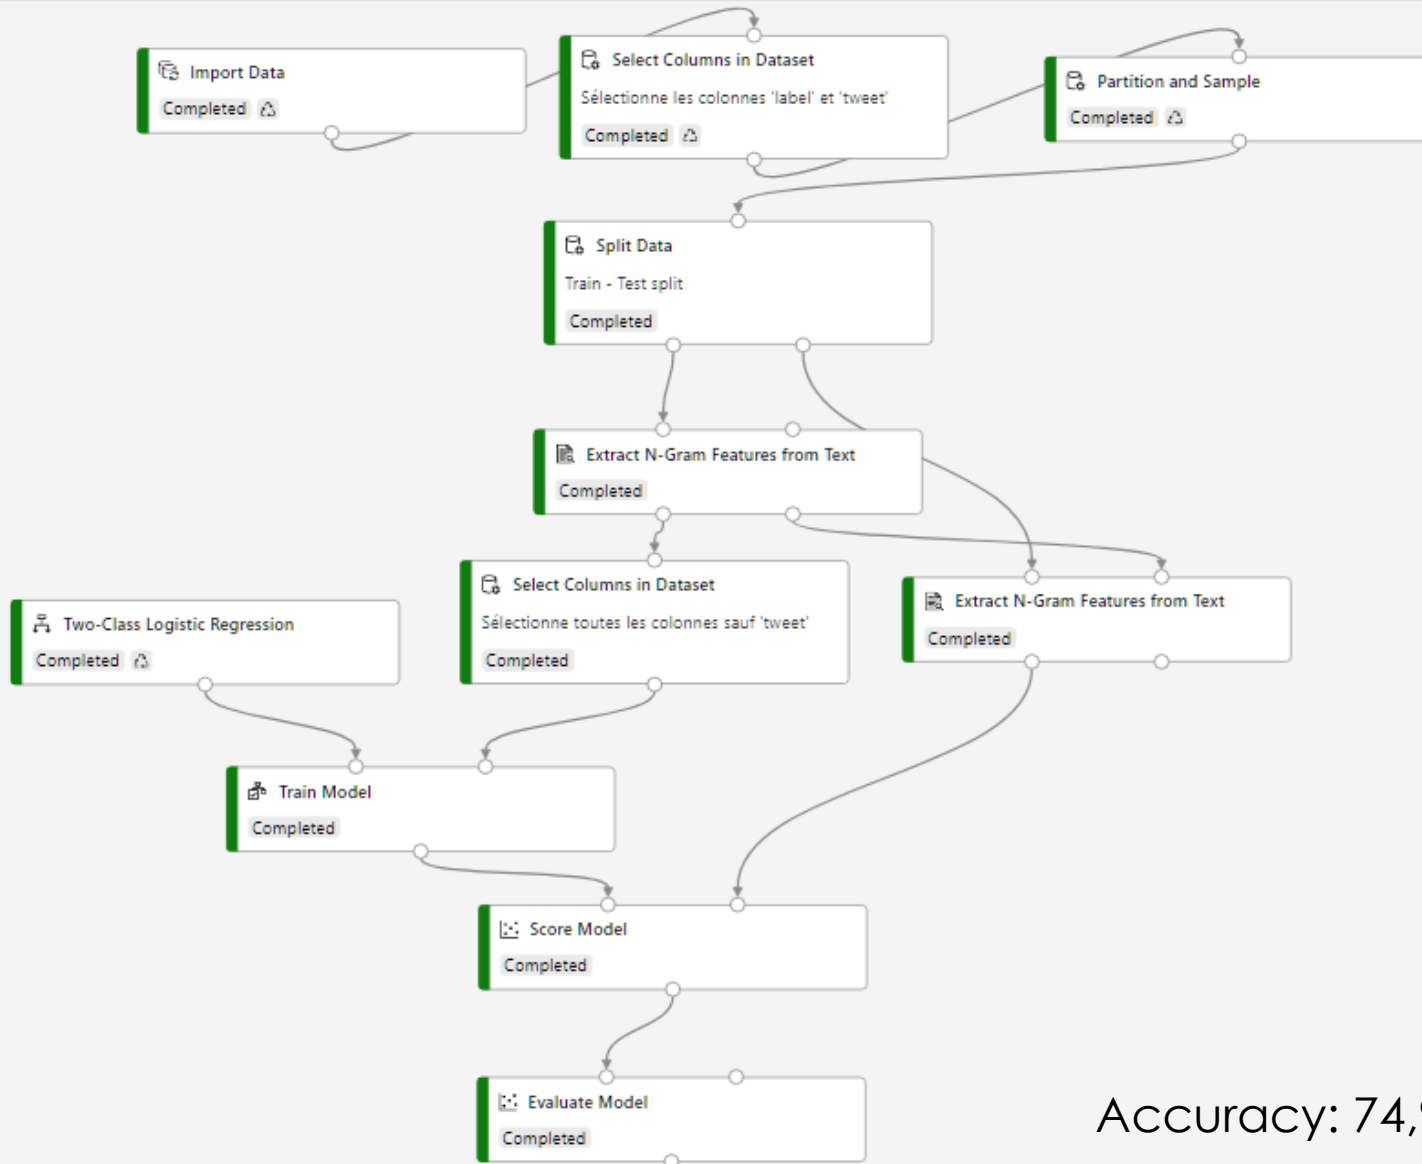 Import Data
Completed
Select Columns in Dataset
Sélectionne les colonnes 'label' et 'tweet'
Completed
Partition and Sample
Completed
Split Data
Train - Test split
Completed
Extract N-Gram Features from Text
Completed
Select Columns in Dataset
Sélectionne toutes les colonnes sauf 'tweet'
Completed
Extract N-Gram Features from Text
Completed
Two-Class Logistic Regression
Completed
Train Model
Completed
Score Model
Completed
Evaluate Model
Completed
Accuracy: 74,